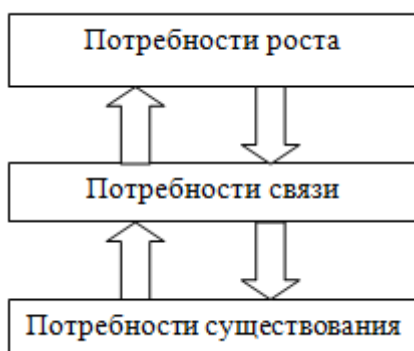 Потребности роста
Потребности связи
Потребности существования